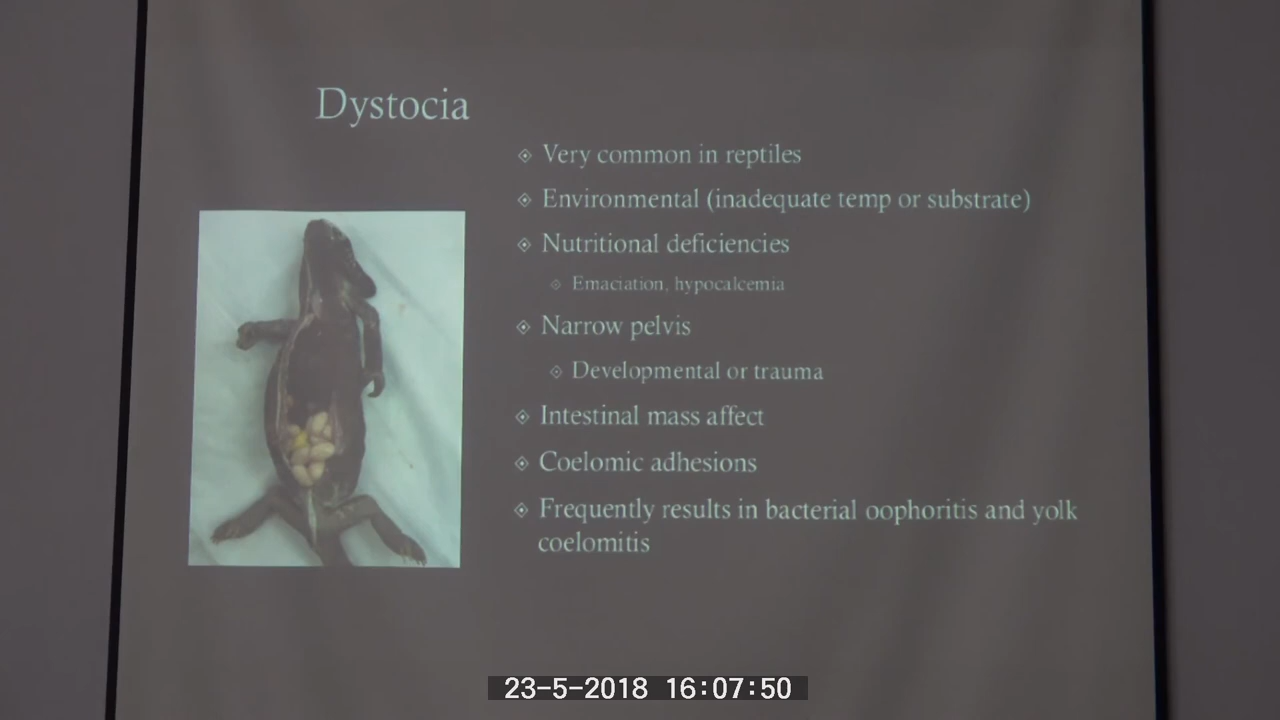 Dystocia
Very common in reptiles
Environmental (inadequate temp or substrate)
Nutritional deficiencies
Emaciation, hypocalcemia
Narrow pelvis
Developmental or trauma
Intestinal mass affect
Coelomic adhesions
Frequently results in bacterial oophoritis and yolk
coelomitis
23-5-2018 16:07:50